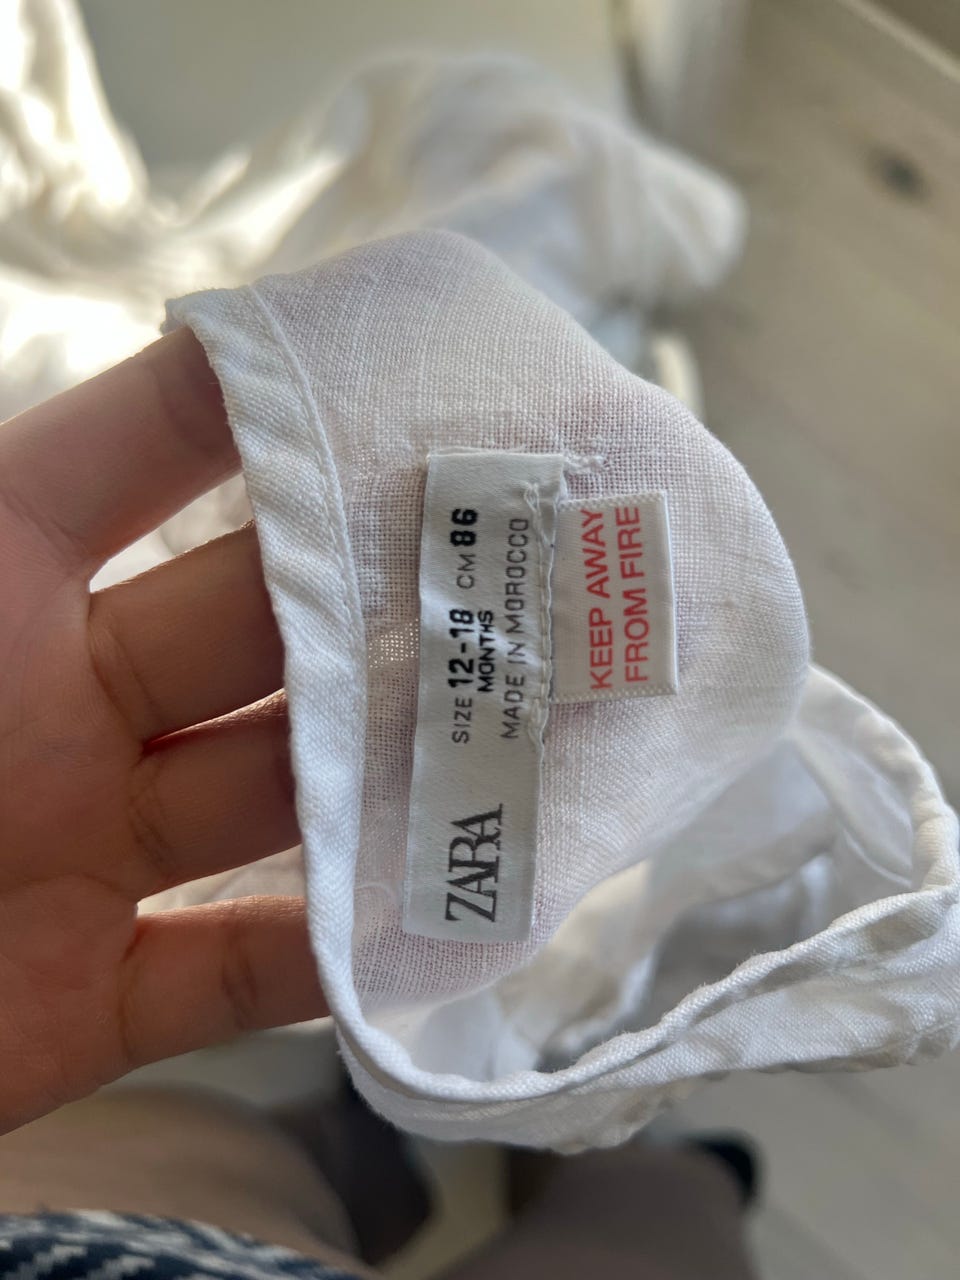 ZARA
SIZE 12-18 CM 86
MONTHS
MADE IN MOROCCO
KEEP AWAY
FROM FIRE